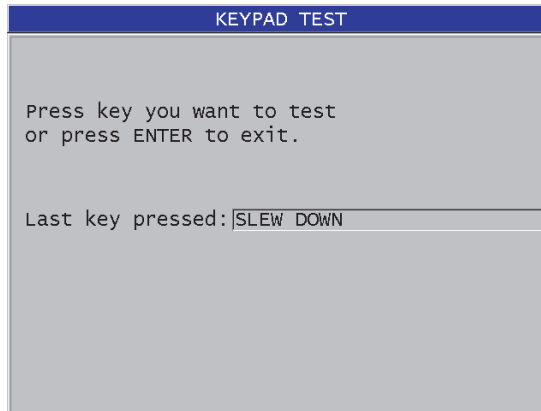 KEYPAD TEST
Press key you want to test
or press ENTER to exit.
Last key pressed: SLEW DOWN